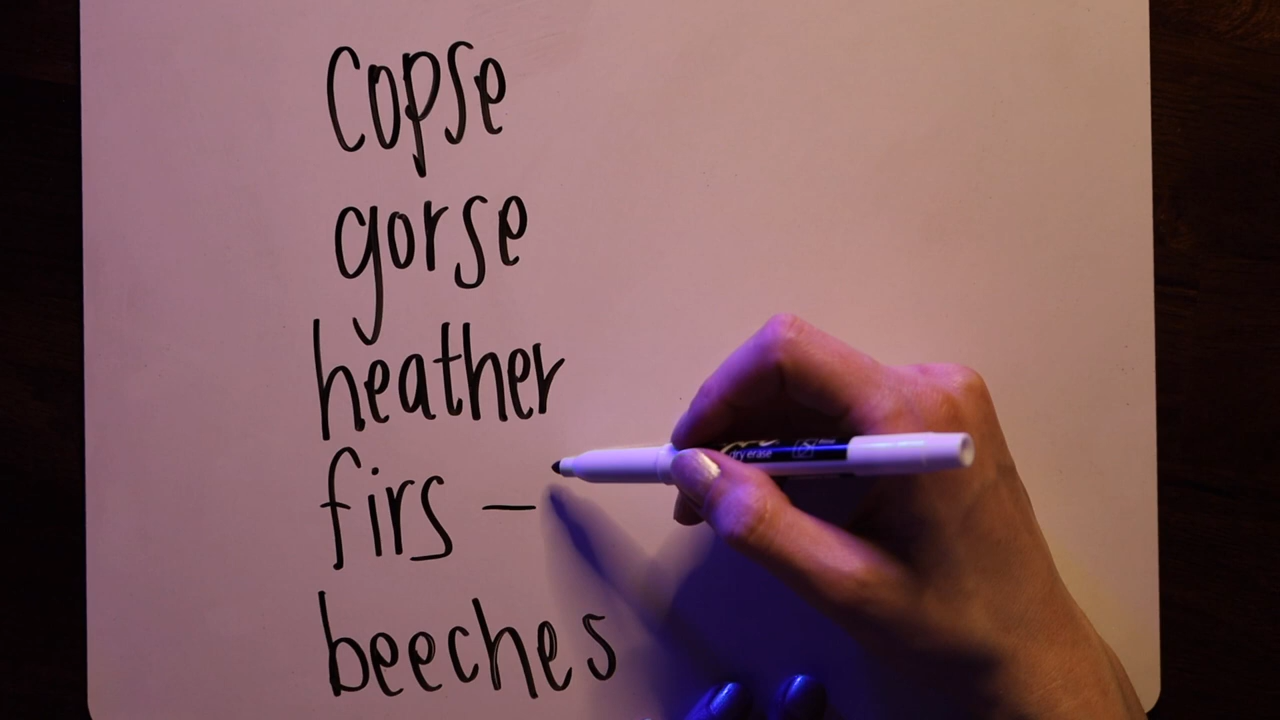 Copse
gorse
heather
firs —
beeches
dry erase